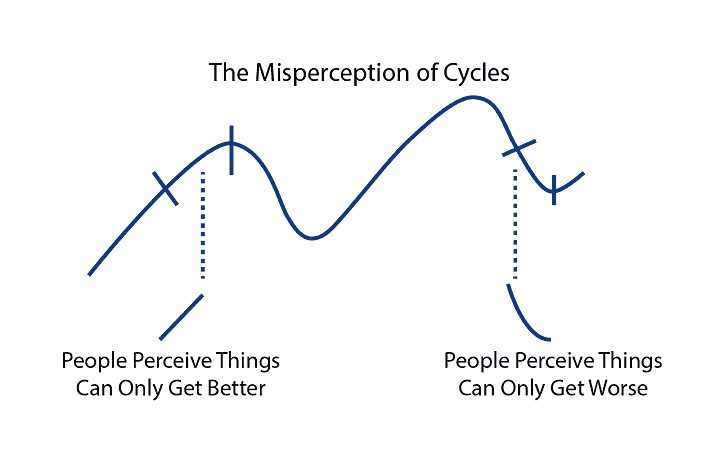 The Misperception of Cycles
People Perceive Things
Can Only Get Better
People Perceive Things
Can Only Get Worse